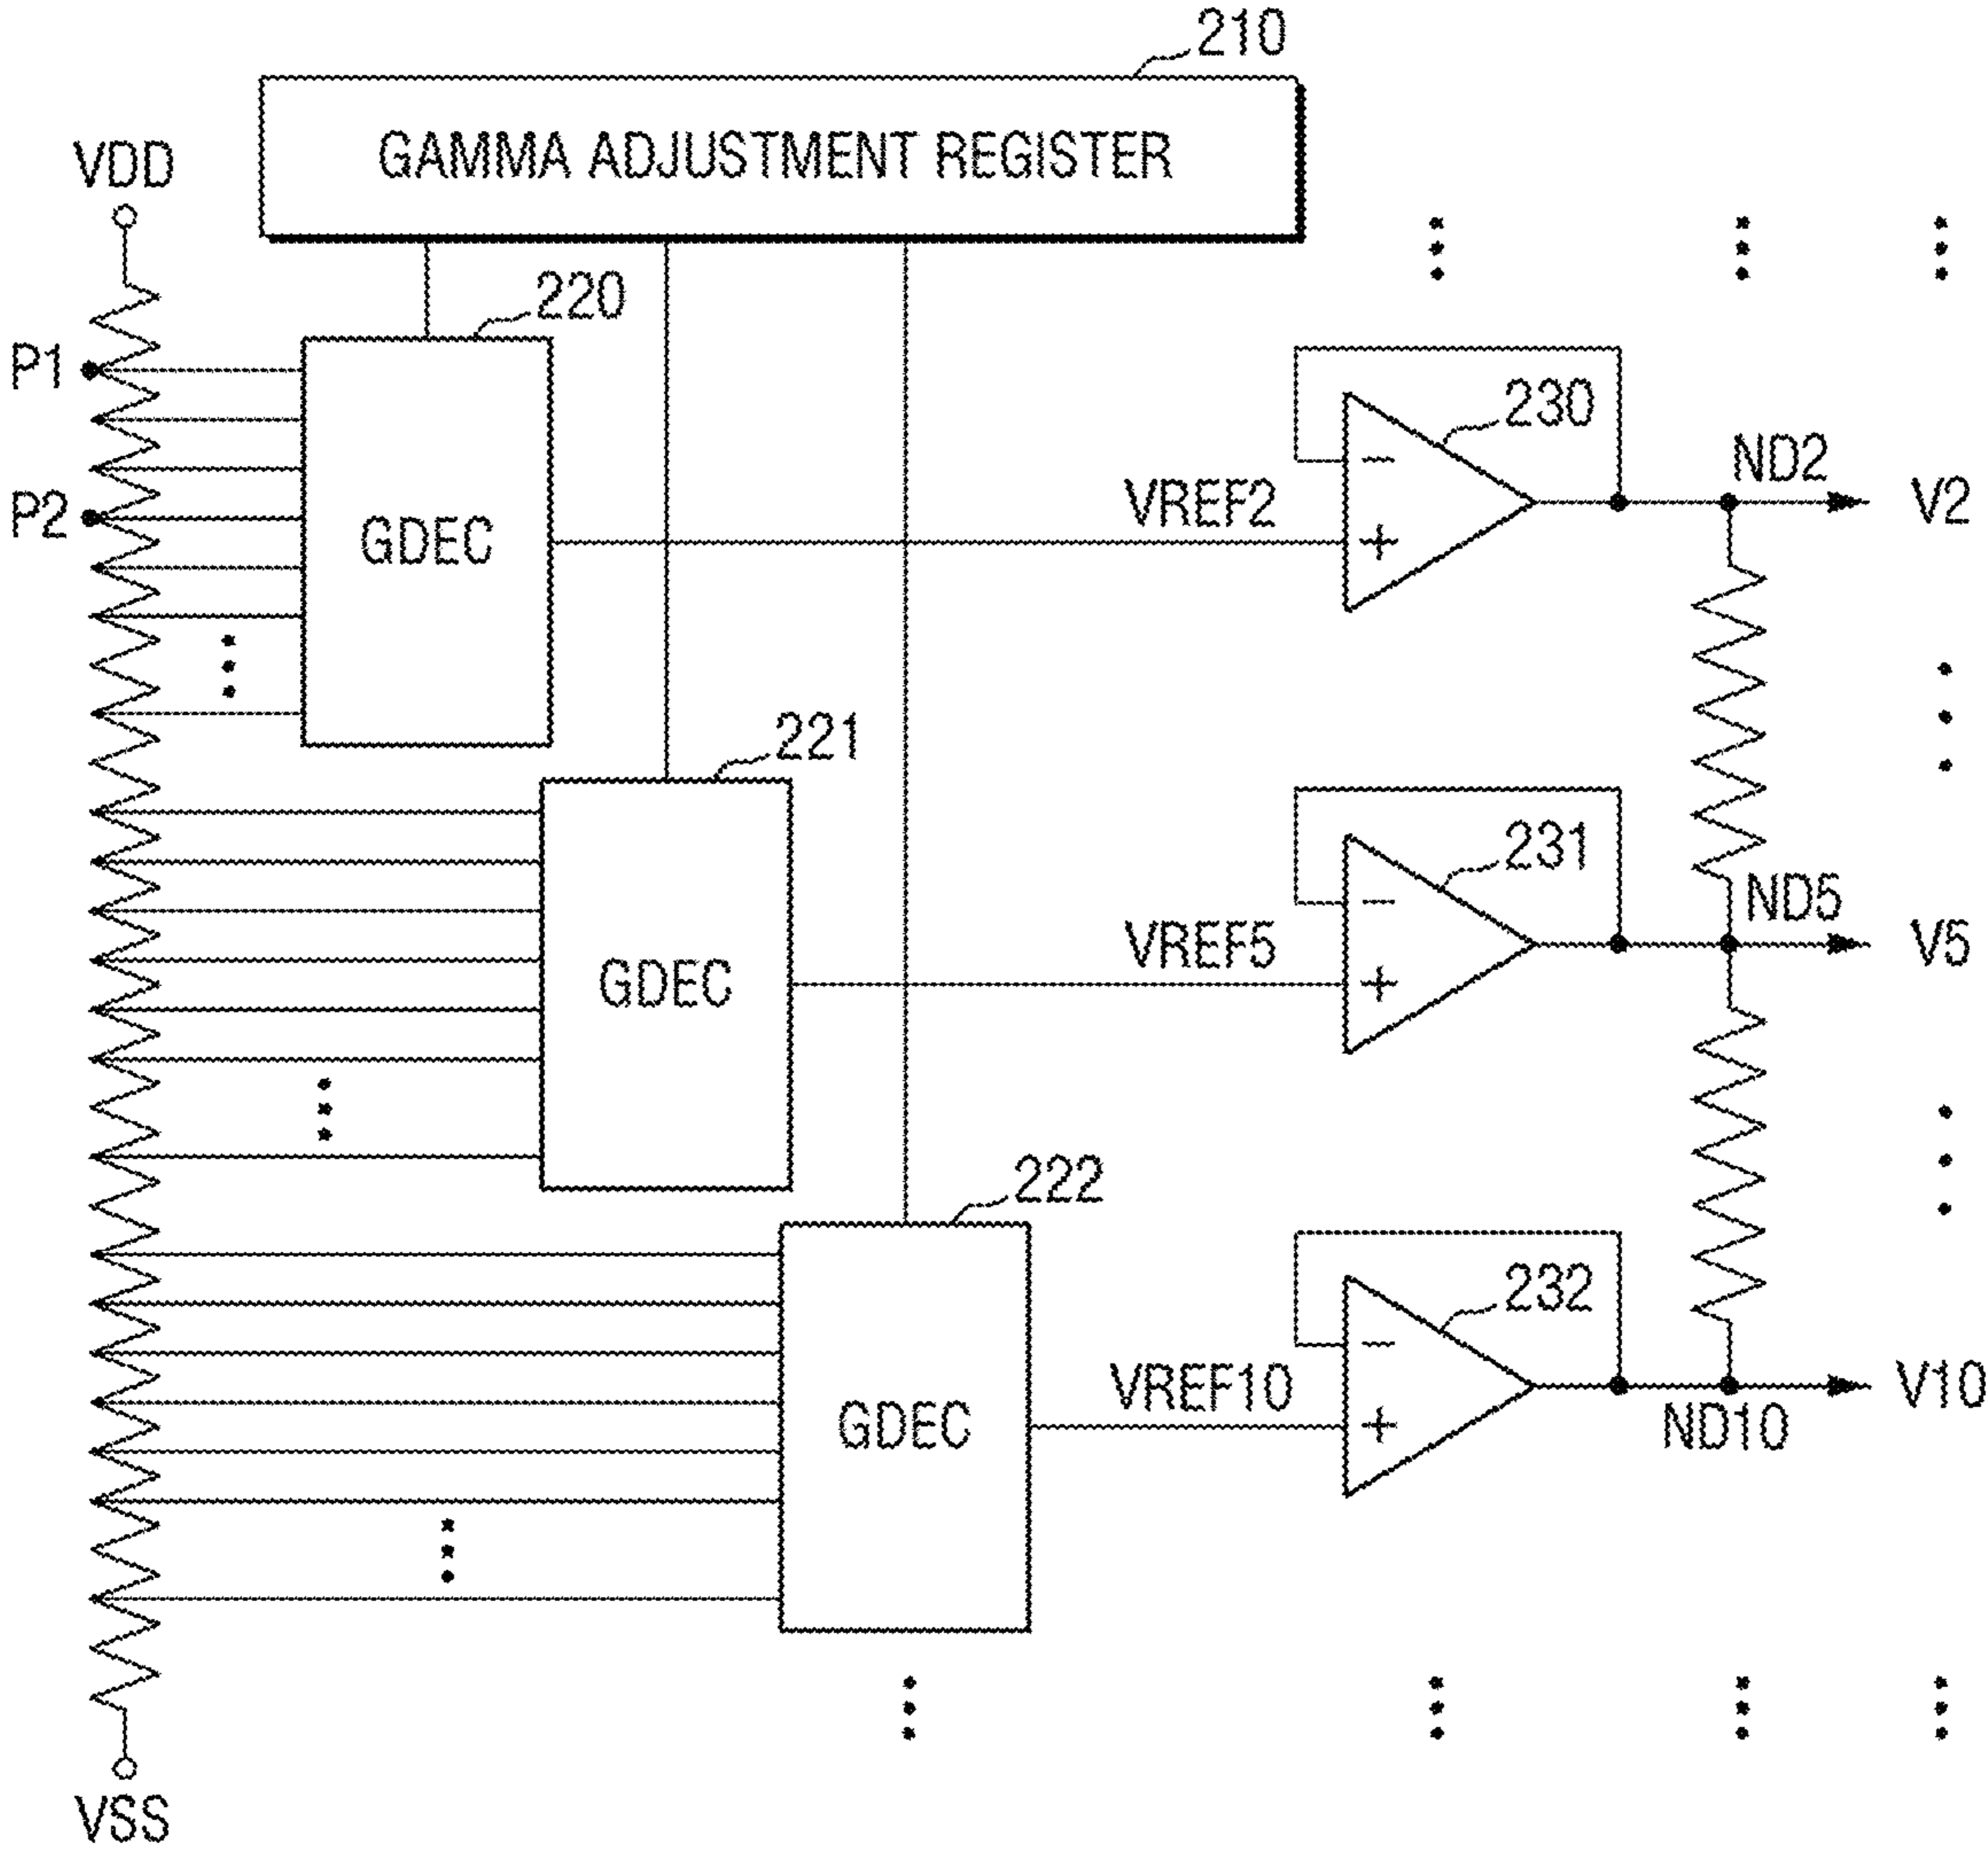 210
GAMMA ADJUSTMENT REGISTER
VDD
220
P1
230
ND2
P2
VREF2
V2
GDEC
−
+
221
231
ND5
VREF5
V5
GDEC
−
+
222
232
VREF10
V10
GDEC
−
+
ND10
VSS